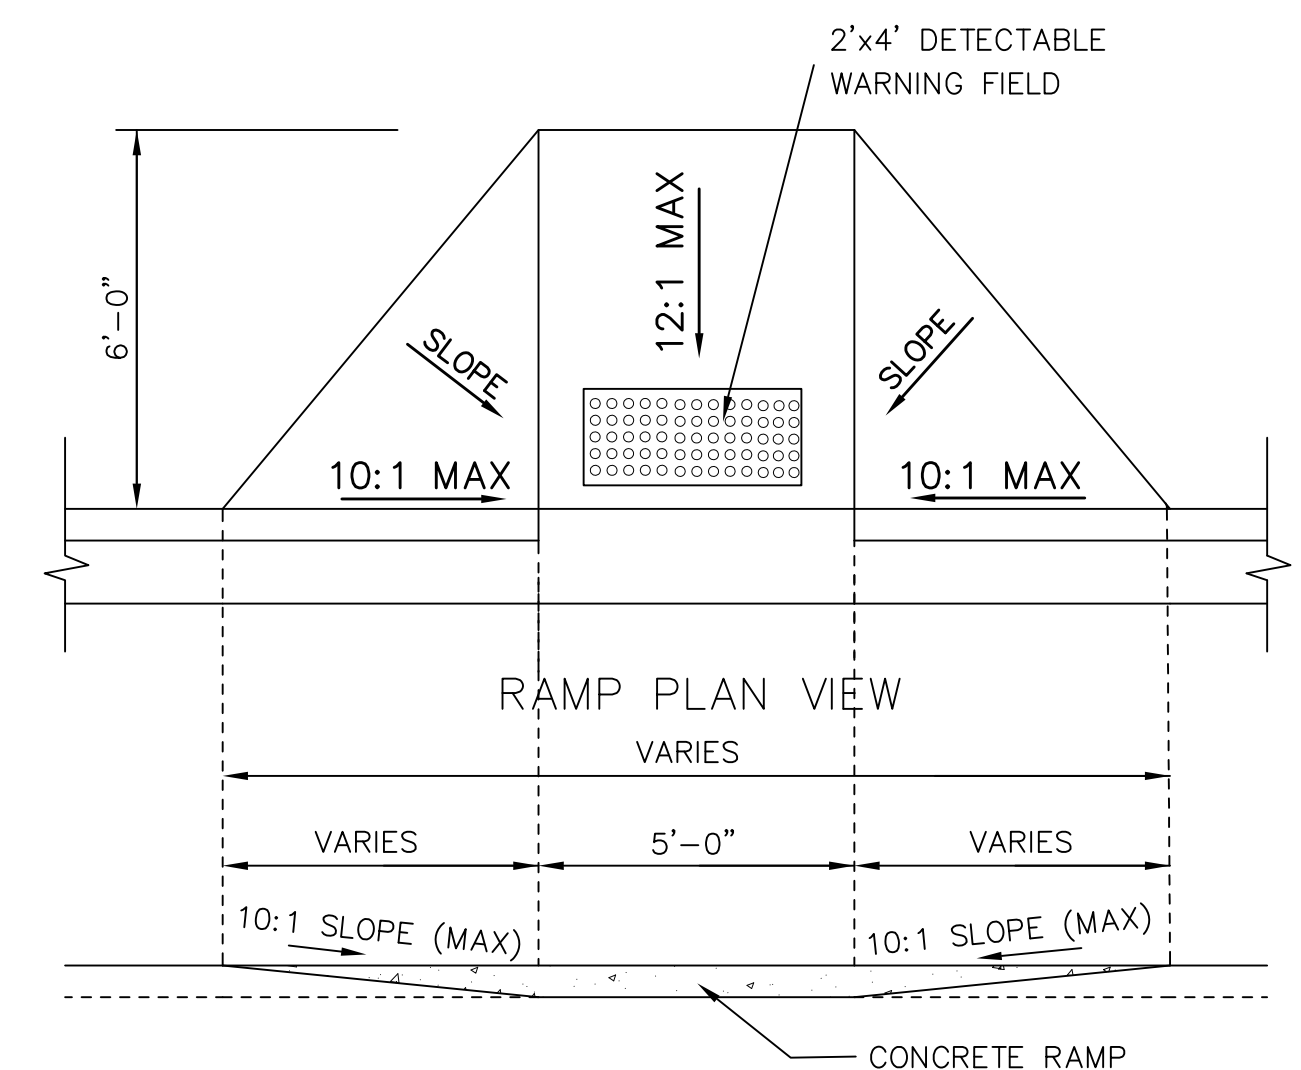 2'x4' DETECTABLE
WARNING FIELD
6'-0"
12:1 MAX
SLOPE
SLOPE
10:1 MAX
10:1 MAX
RAMP PLAN VIEW
VARIES
VARIES
5'-0"
VARIES
10:1 SLOPE (MAX)
10:1 SLOPE (MAX)
CONCRETE RAMP